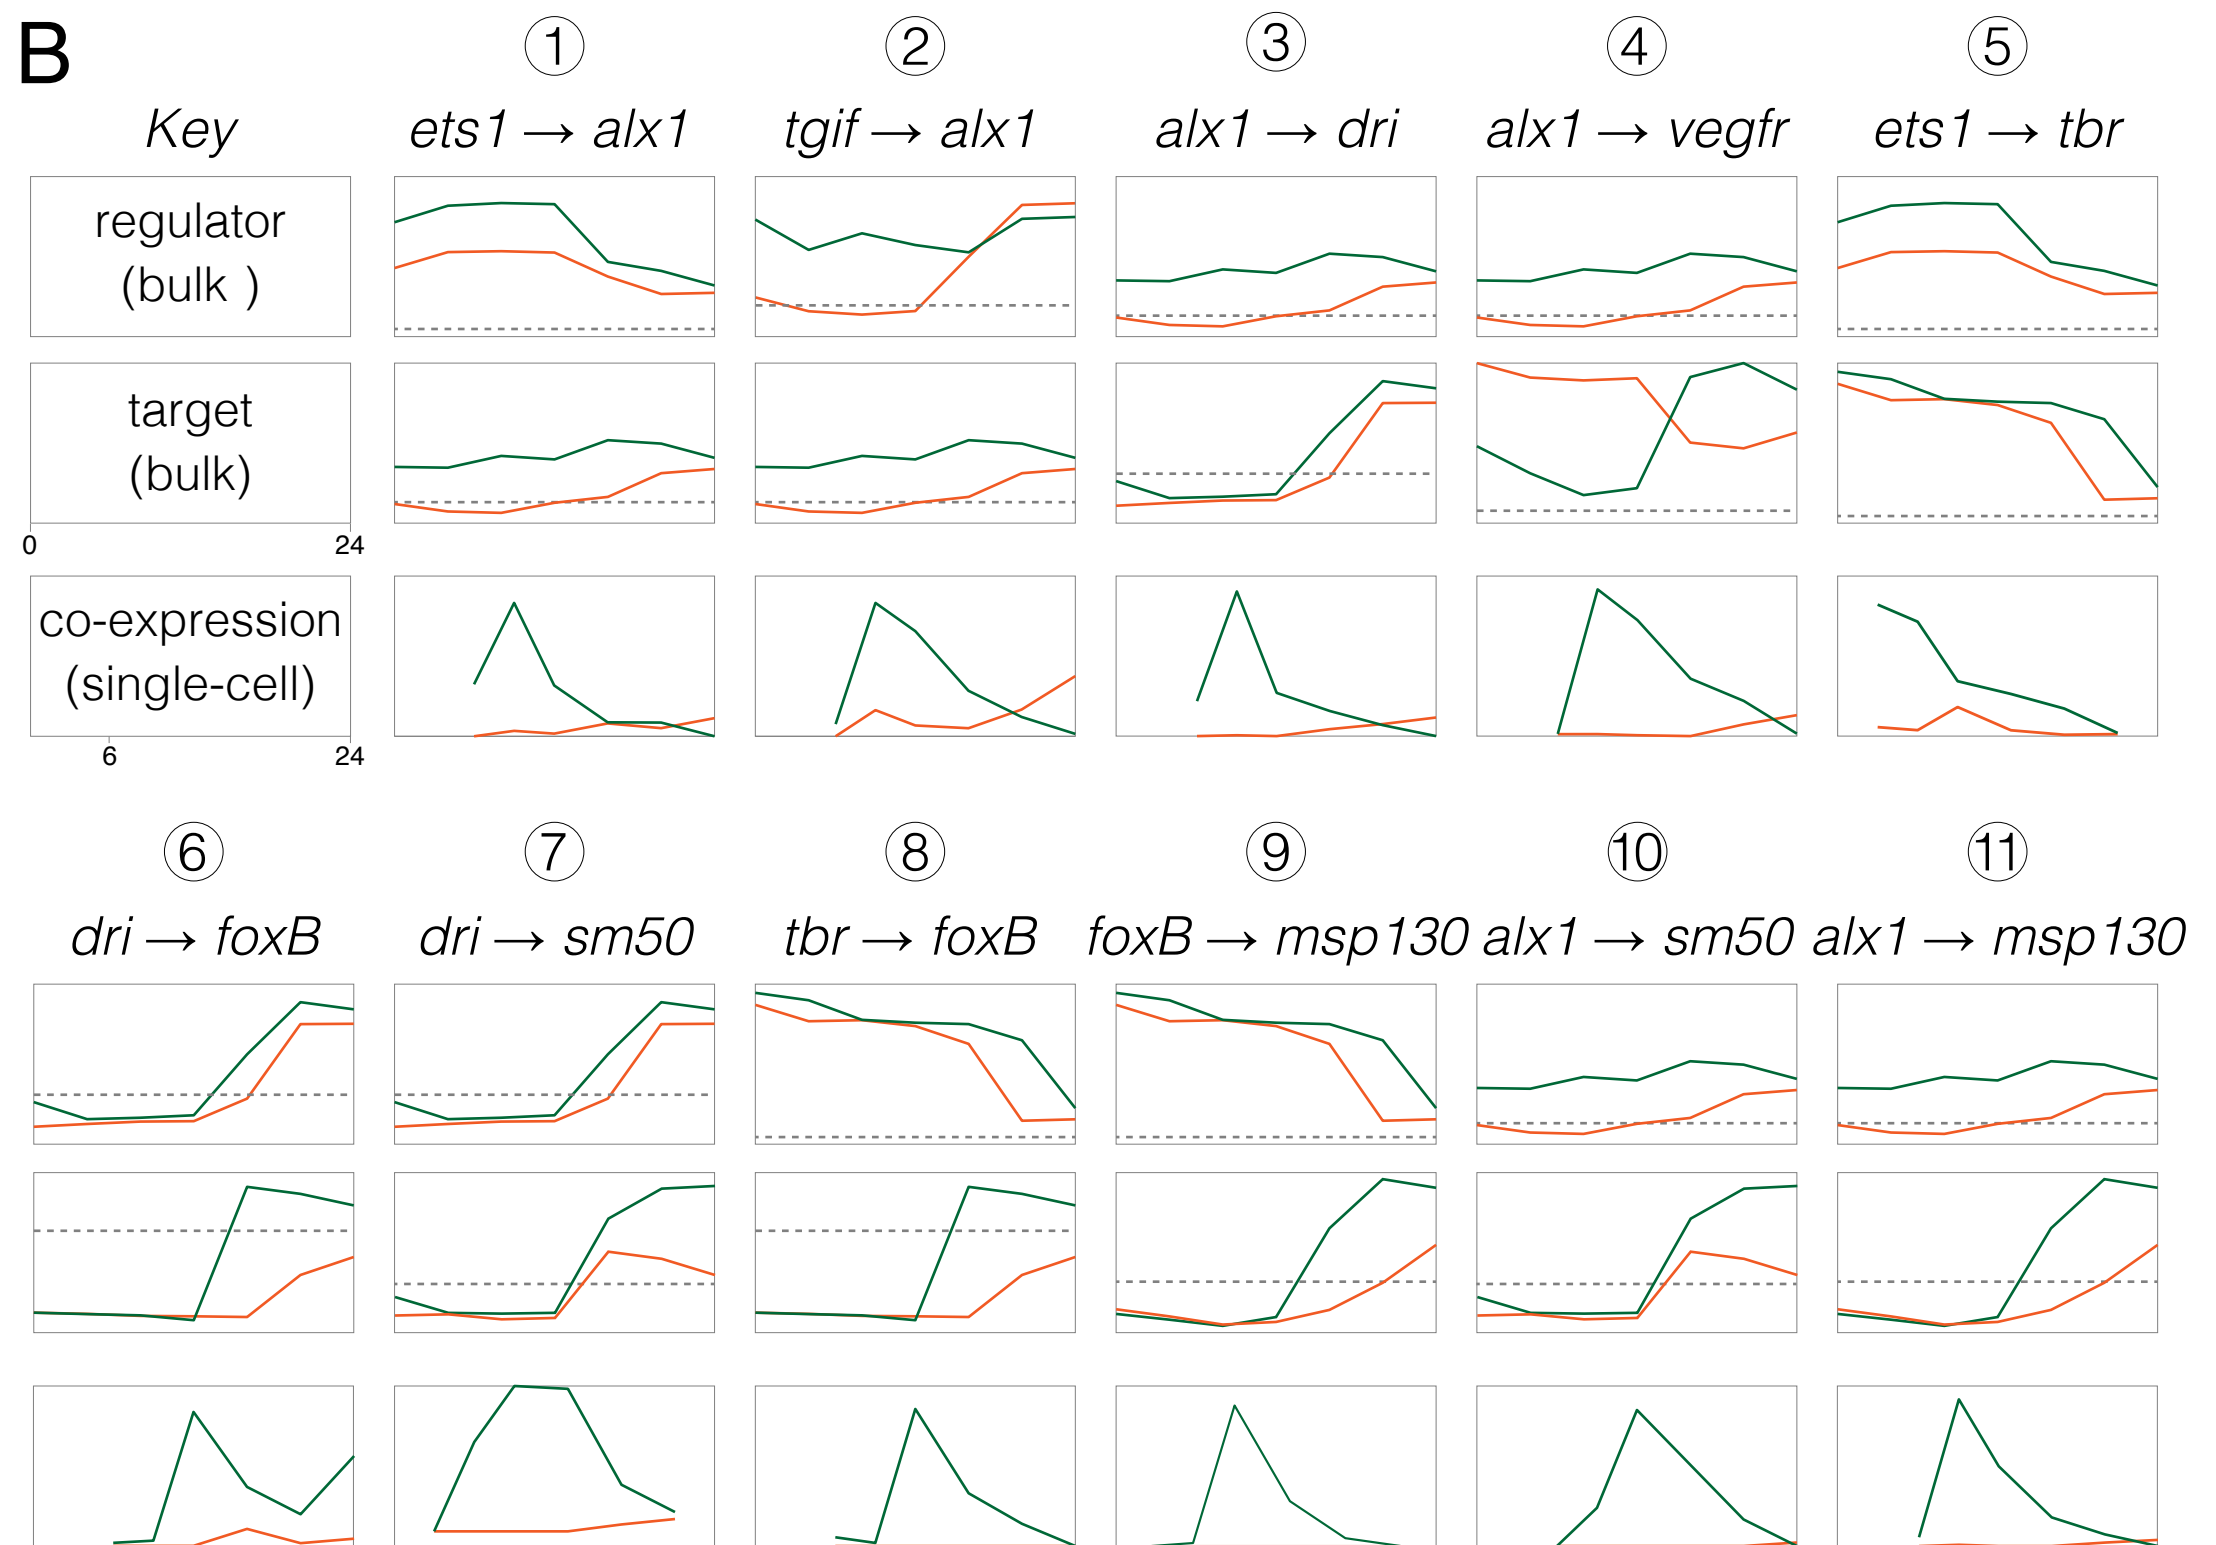 B
① ② ③ ④ ⑤
Key ets1 → alx1 tgif → alx1 alx1 → dri alx1 → vegfr ets1 → tbr
regulator
(bulk )
target
(bulk)
0 24
co-expression
(single-cell)
6 24
⑥ ⑦ ⑧ ⑨ ⑩ ⑪
dri → foxB dri → sm50 tbr → foxB foxB → msp130 alx1 → sm50 alx1 → msp130